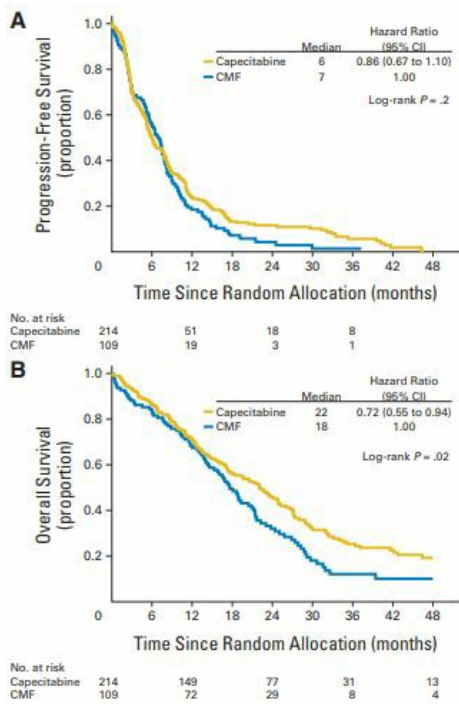 A
Hazard Ratio
Median (95% CI)
Capecitabine 6 0.86 (0.67 to 1.10)
CMF 7 1.00
Log-rank P = .2
Progression-Free Survival
(proportion)
1.0
0.8
0.6
0.4
0.2
0 6 12 18 24 30 36 42 48
Time Since Random Allocation (months)
No. at risk
Capecitabine 214 51 18 8
CMF 109 19 3 1
B
Hazard Ratio
Median (95% CI)
Capecitabine 22 0.72 (0.55 to 0.94)
CMF 18 1.00
Log-rank P = .02
Overall Survival
(proportion)
1.0
0.8
0.6
0.4
0.2
0 6 12 18 24 30 36 42 48
Time Since Random Allocation (months)
No. at risk
Capecitabine 214 149 77 31 13
CMF 109 72 29 8 4